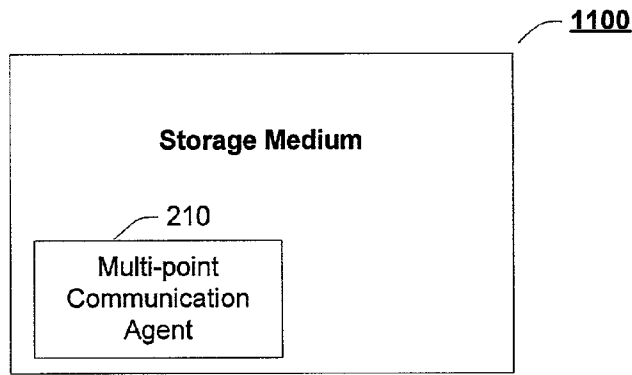 1100
Storage Medium
210
Multi-point
Communication
Agent